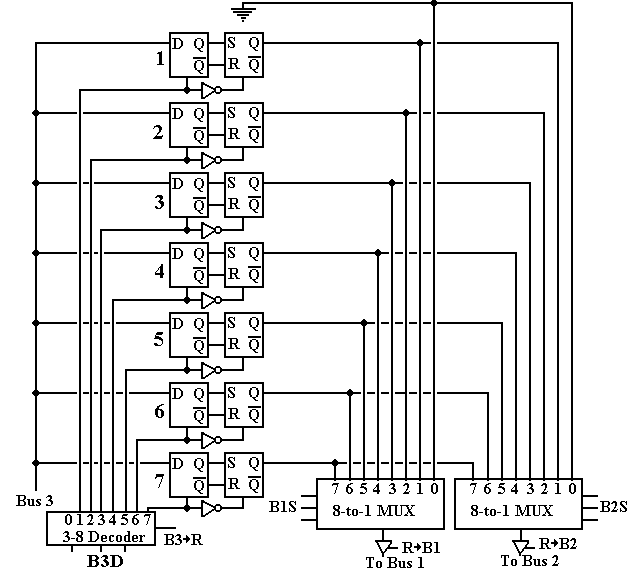 1 D Q S Q
Q R Q
2 D Q S Q
Q R Q
3 D Q S Q
Q R Q
4 D Q S Q
Q R Q
5 D Q S Q
Q R Q
6 D Q S Q
Q R Q
7 D Q S Q
Q R Q
Bus 3
0 1 2 3 4 5 6 7
3-8 Decoder
B3D
B3→R
B1S
7 6 5 4 3 2 1 0
8-to-1 MUX
R→B1
To Bus 1
7 6 5 4 3 2 1 0
8-to-1 MUX
B2S
R→B2
To Bus 2